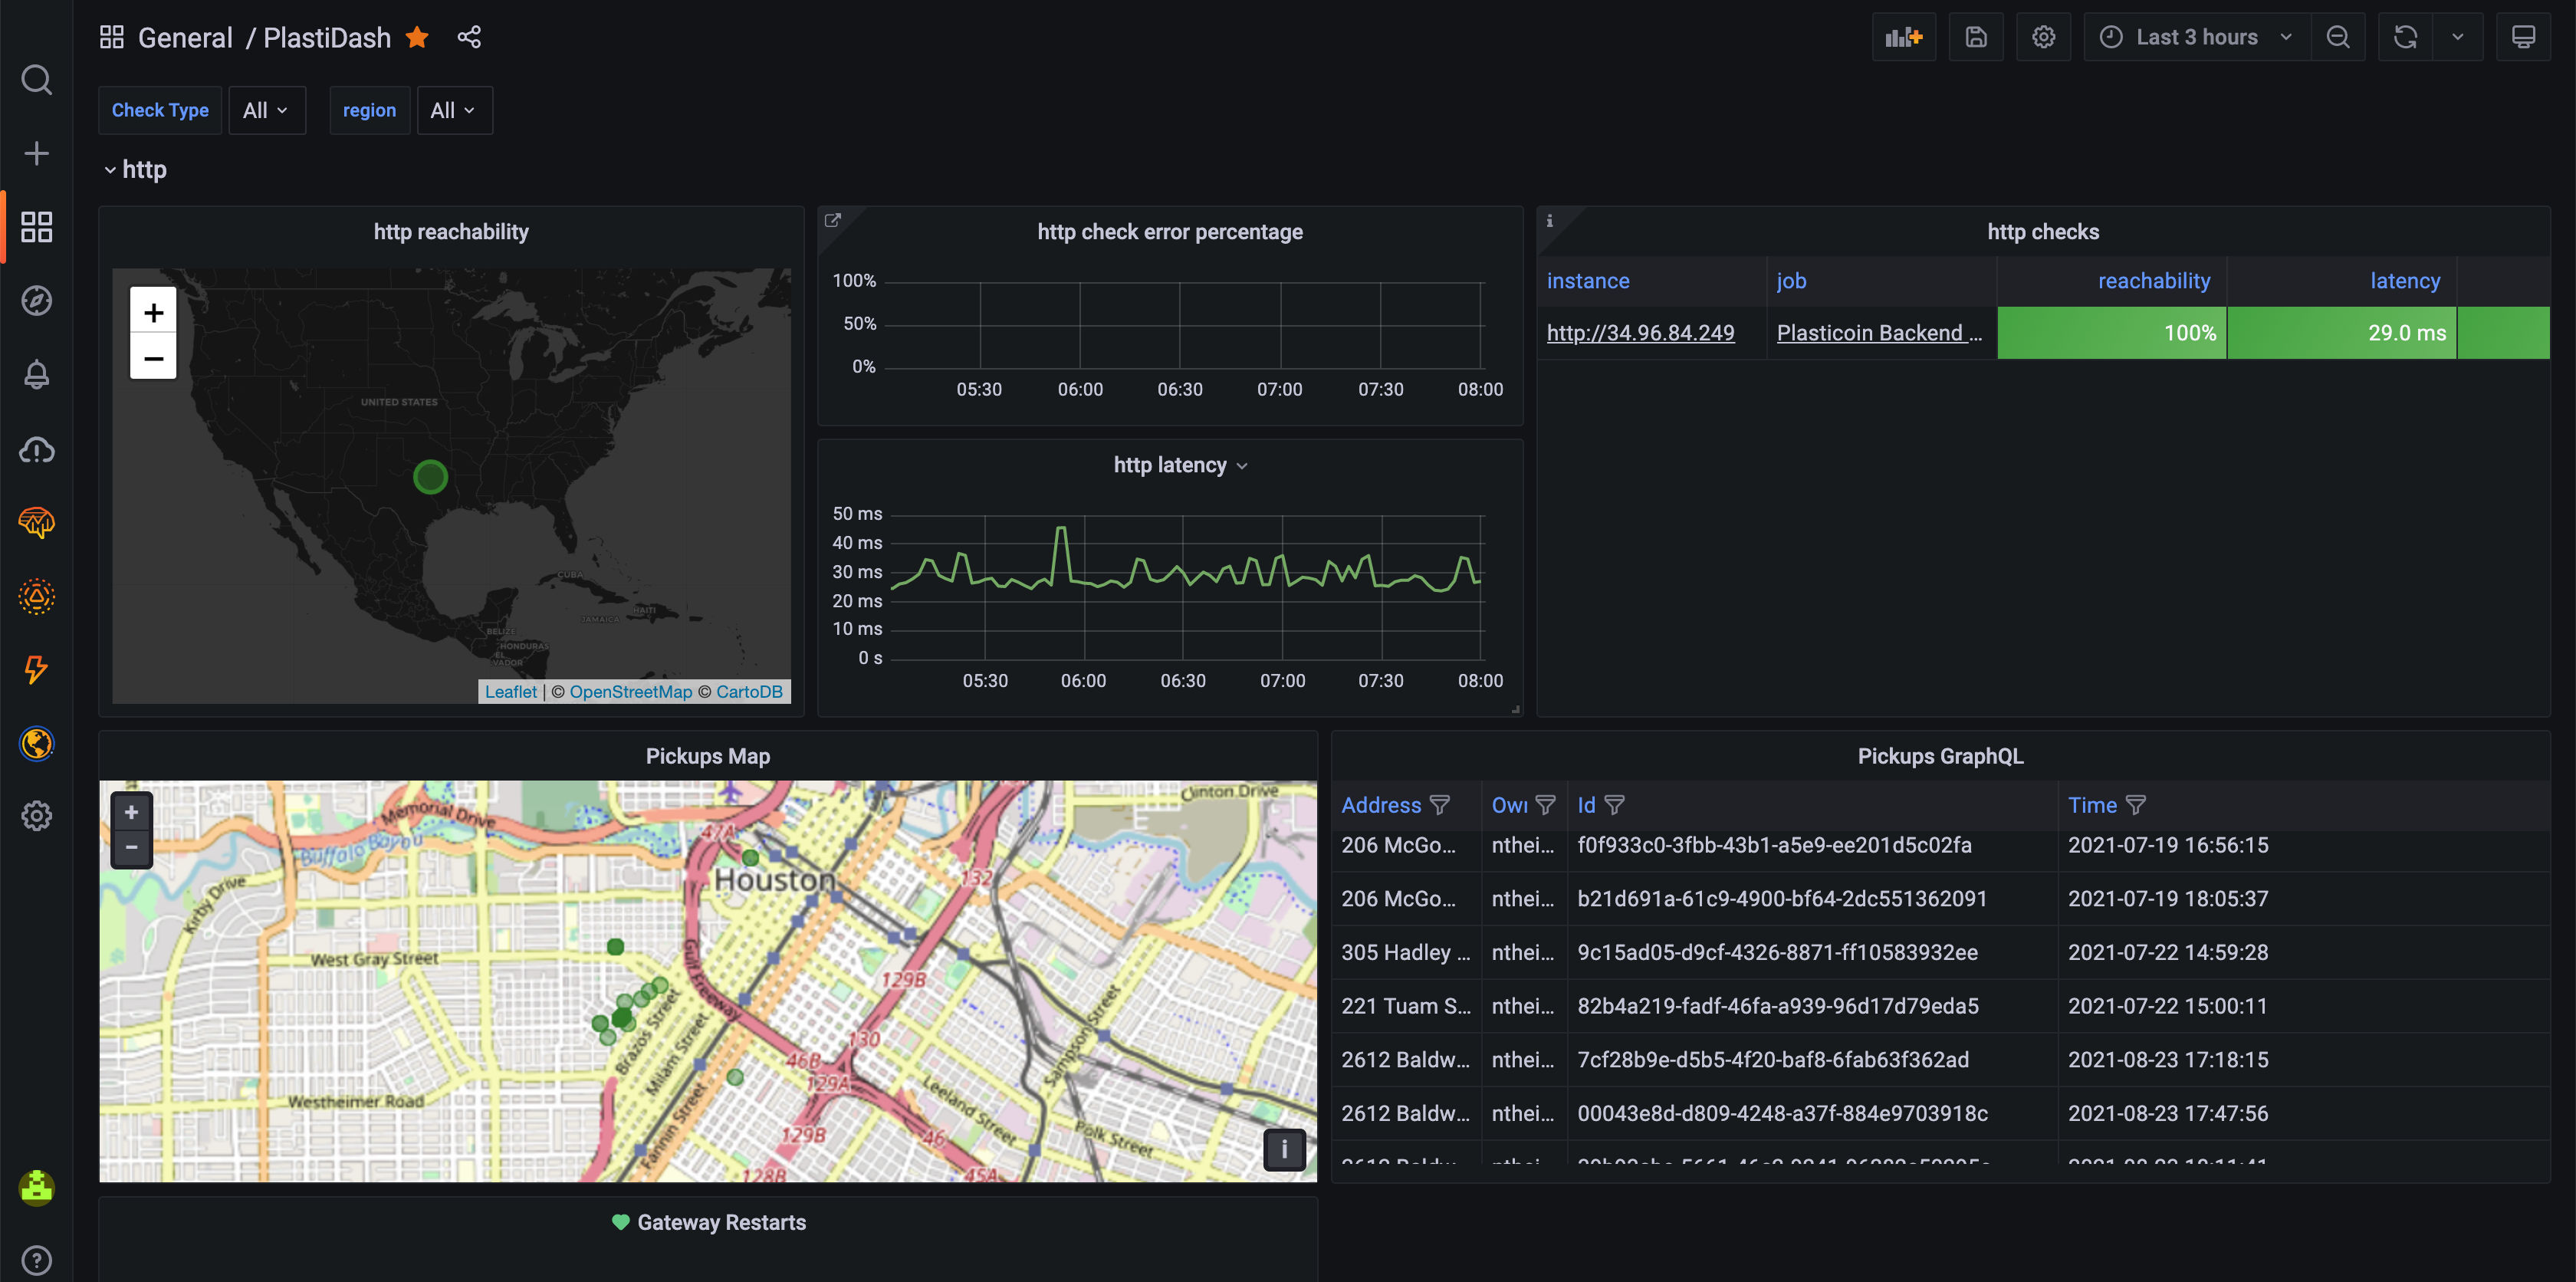 General / PlastiDash
Last 3 hours
Check Type All region All
http
http reachability
+
−
UNITED STATES
CUBA
HAITI
JAMAICA
BELIZE
HONDURAS
EL
Leaflet | © OpenStreetMap © CartoDB
http check error percentage
100%
50%
0%
05:30 06:00 06:30 07:00 07:30 08:00
http latency
50 ms
40 ms
30 ms
20 ms
10 ms
0 s
05:30 06:00 06:30 07:00 07:30 08:00
i
http checks
instance job reachability latency
http://34.96.84.249 Plasticoin Backend ... 100% 29.0 ms
Pickups Map
+
−
Memorial Drive
Clinton Drive
Buffalo Bayou
47A
Houston
132
Kirby Drive
West Gray Street
Gulf Freeway
129B
Brazos Street
Milam Street
130
Sampson Street
46B
129A
Westheimer Road
Leeland Street
Fannin Street
129B
46
Polk Street
128B
45A
i
Pickups GraphQL
Address Ow Id Time
206 McGo... nthei... f0f933c0-3fbb-43b1-a5e9-ee201d5c02fa 2021-07-19 16:56:15
206 McGo... nthei... b21d691a-61c9-4900-bf64-2dc551362091 2021-07-19 18:05:37
305 Hadley ... nthei... 9c15ad05-d9cf-4326-8871-ff10583932ee 2021-07-22 14:59:28
221 Tuam S... nthei... 82b4a219-fadf-46fa-a939-96d17d79eda5 2021-07-22 15:00:11
2612 Baldw... nthei... 7cf28b9e-d5b5-4f20-baf8-6fab63f362ad 2021-08-23 17:18:15
2612 Baldw... nthei... 00043e8d-d809-4248-a37f-884e9703918c 2021-08-23 17:47:56
Gateway Restarts